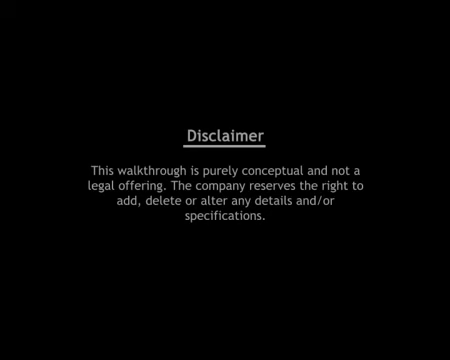 Disclaimer
This walkthrough is purely conceptual and not a
legal offering. The company reserves the right to
add, delete or alter any details and/or
specifications.